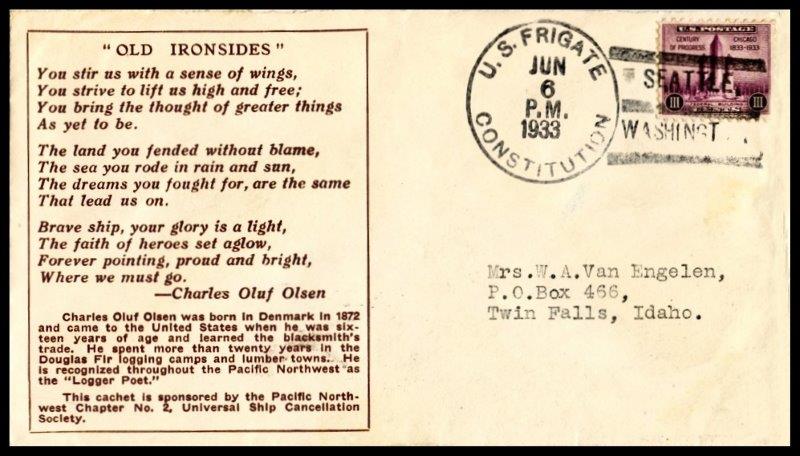 "OLD IRONSIDES"
You stir us with a sense of wings,
You strive to lift us high and free;
You bring the thought of greater things
As yet to be.
The land you fended without blame,
The sea you rode in rain and sun,
The dreams you fought for, are the same
That lead us on.
Brave ship, your glory is a light,
The faith of heroes set aglow,
Forever pointing, proud and bright,
Where we must go.
—Charles Oluf Olsen
Charles Oluf Olsen was born in Denmark in 1872
and came to the United States when he was six-
teen years of age and learned the blacksmith's
trade. He spent more than twenty years in the
Douglas Fir logging camps and lumber towns. He
is recognized throughout the Pacific Northwest as
the "Logger Poet."
This cachet is sponsored by the Pacific North-
west Chapter No. 2, Universal Ship Cancellation
Society.
U.S. FRIGATE
JUN
6
P.M.
1933
CONSTITUTION
SEATTLE,
WASHINGT
U.S. POSTAGE
CENTURY OF PROGRESS
CHICAGO 1833-1933
III III
Mrs.W.A.Van Engelen,
P.O.Box 466,
Twin Falls, Idaho.